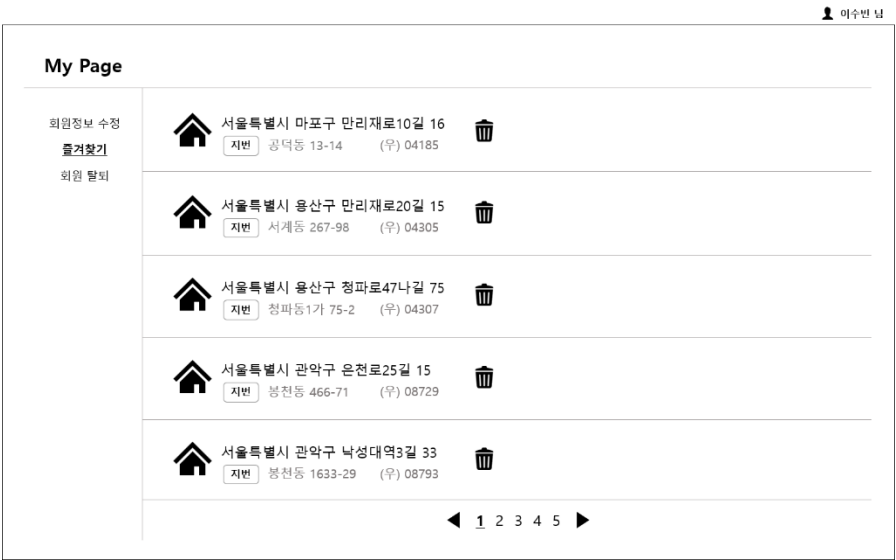 이수빈 님
My Page
회원정보 수정
즐겨찾기
회원 탈퇴
서울특별시 마포구 만리재로10길 16
지번 공덕동 13-14 (우) 04185
서울특별시 용산구 만리재로20길 15
지번 서계동 267-98 (우) 04305
서울특별시 용산구 청파로47나길 75
지번 청파동1가 75-2 (우) 04307
서울특별시 관악구 은천로25길 15
지번 봉천동 466-71 (우) 08729
서울특별시 관악구 낙성대역3길 33
지번 봉천동 1633-29 (우) 08793
1 2 3 4 5